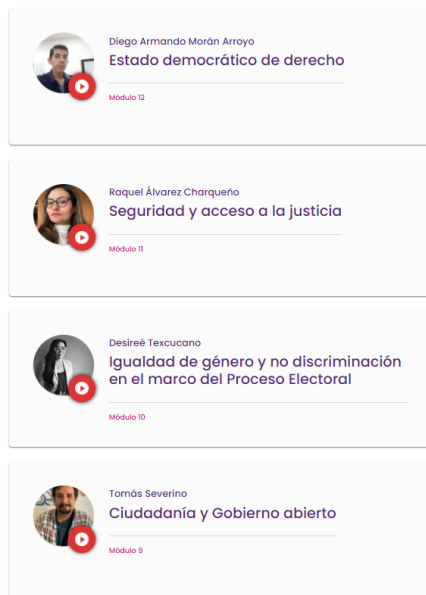 Diego Armando Morán Arroyo
Estado democrático de derecho
Módulo 12
Raquel Álvarez Charqueño
Seguridad y acceso a la justicia
Módulo 11
Desireé Texcucano
Igualdad de género y no discriminación
en el marco del Proceso Electoral
Módulo 10
Tomás Severino
Ciudadanía y Gobierno abierto
Módulo 9